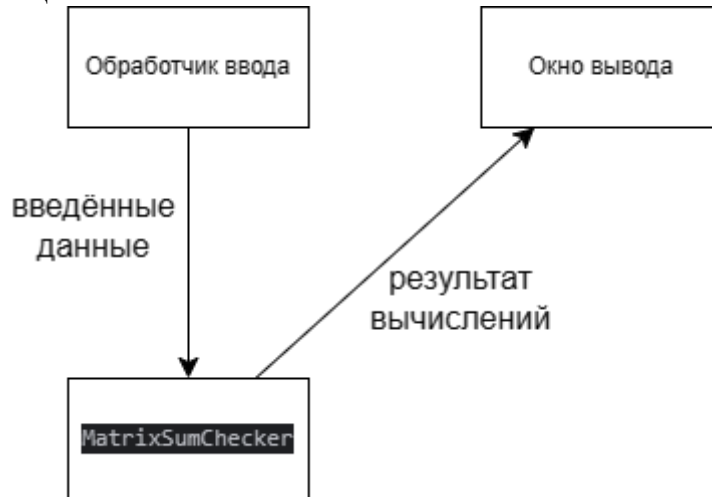 Обработчик ввода
Окно вывода
введённые
данные
результат
вычислений
MatrixSumChecker